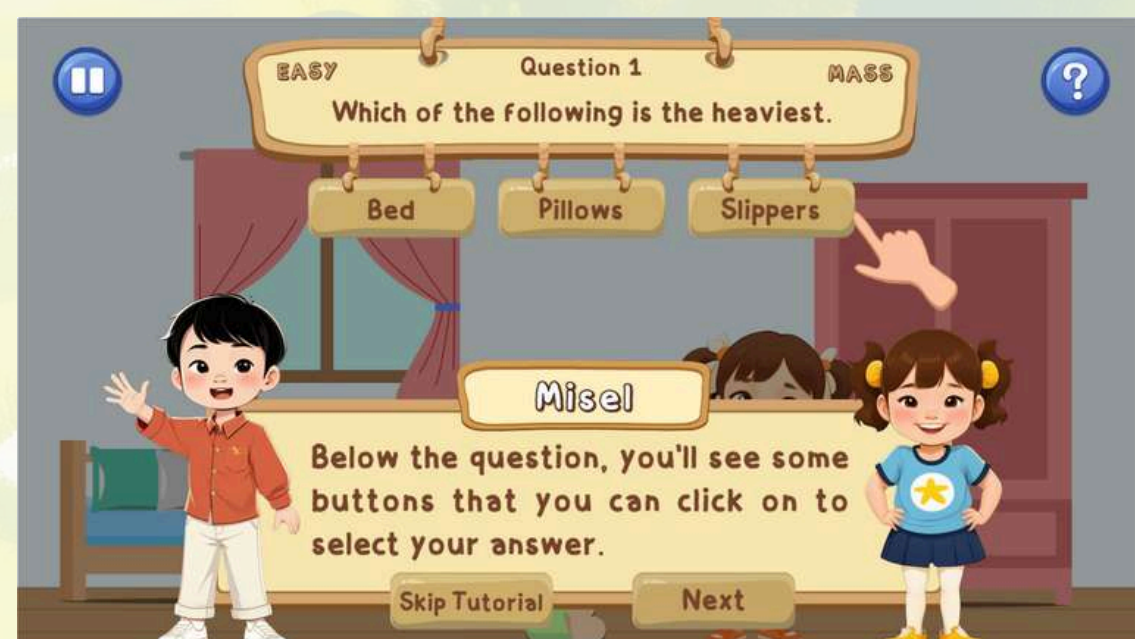 EASY
Question 1
MASS
Which of the following is the heaviest.
Bed
Pillows
Slippers
Misel
Below the question, you'll see some
buttons that you can click on to
select your answer.
Skip Tutorial
Next